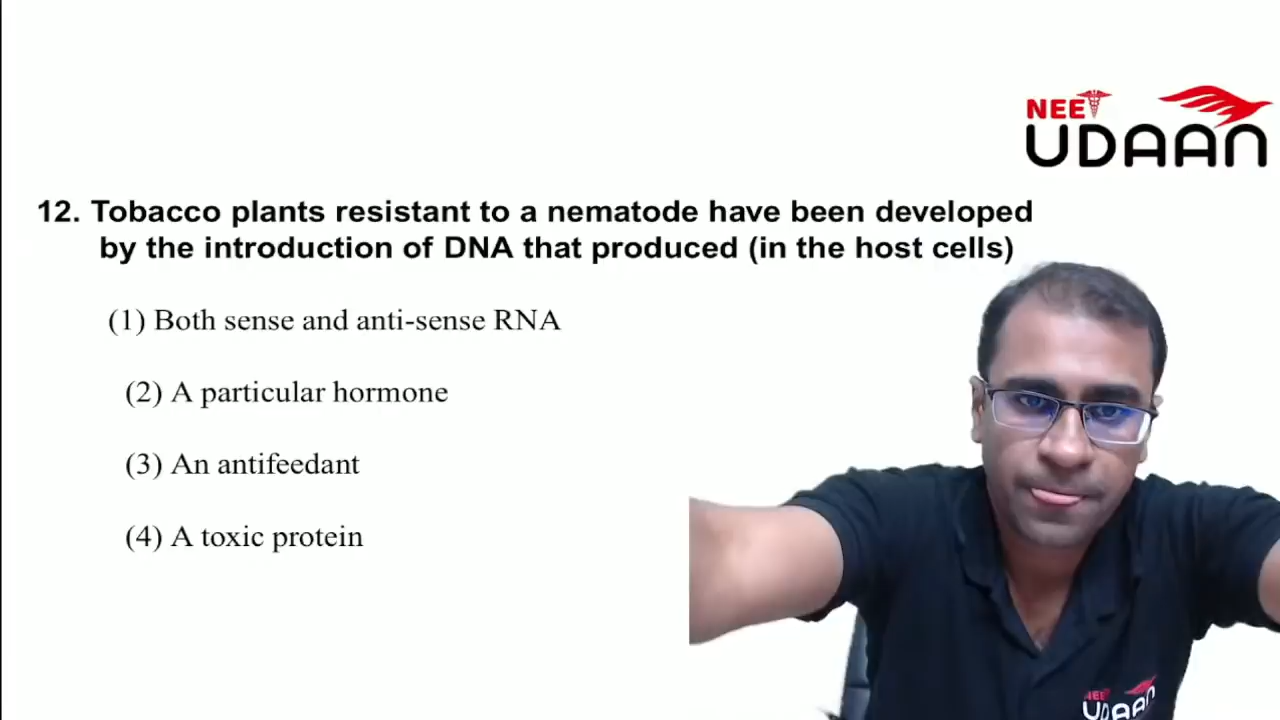 NEET
UDAAN
12. Tobacco plants resistant to a nematode have been developed
by the introduction of DNA that produced (in the host cells)
(1) Both sense and anti-sense RNA
(2) A particular hormone
(3) An antifeedant
(4) A toxic protein
NEET
UDAAN